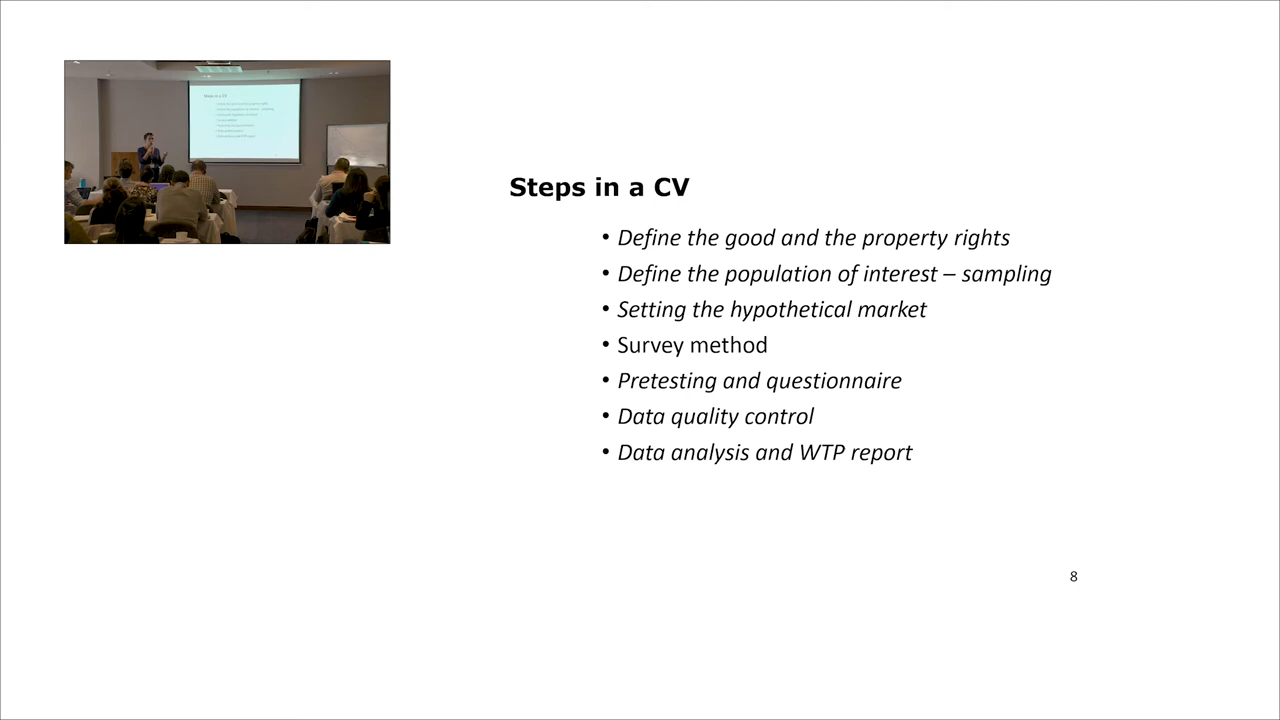 Steps in a CV
• Define the good and the property rights
• Define the population of interest – sampling
• Setting the hypothetical market
• Survey method
• Pretesting and questionnaire
• Data quality control
• Data analysis and WTP report
8